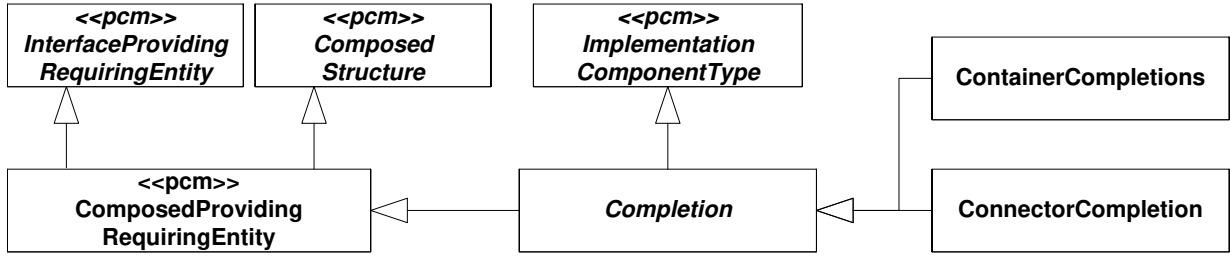 <<pcm>>
InterfaceProviding
RequiringEntity
<<pcm>>
Composed
Structure
<<pcm>>
Implementation
ComponentType
ContainerCompletions
<<pcm>>
ComposedProviding
RequiringEntity
Completion
ConnectorCompletion